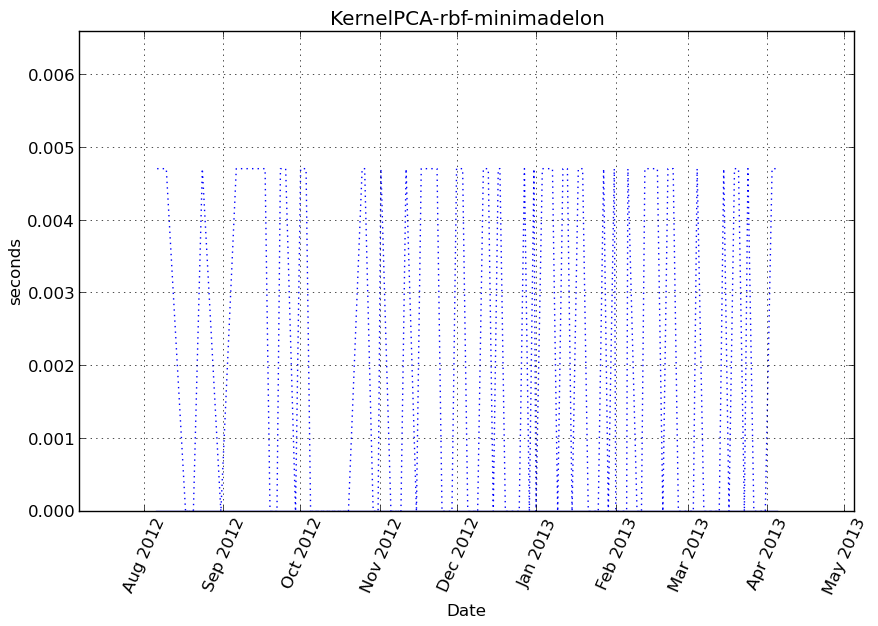 KernelPCA-rbf-minimadelon
0.006
0.005
0.004
0.003
0.002
0.001
0.000
seconds
Aug 2012
Sep 2012
Oct 2012
Nov 2012
Dec 2012
Jan 2013
Feb 2013
Mar 2013
Apr 2013
May 2013
Date